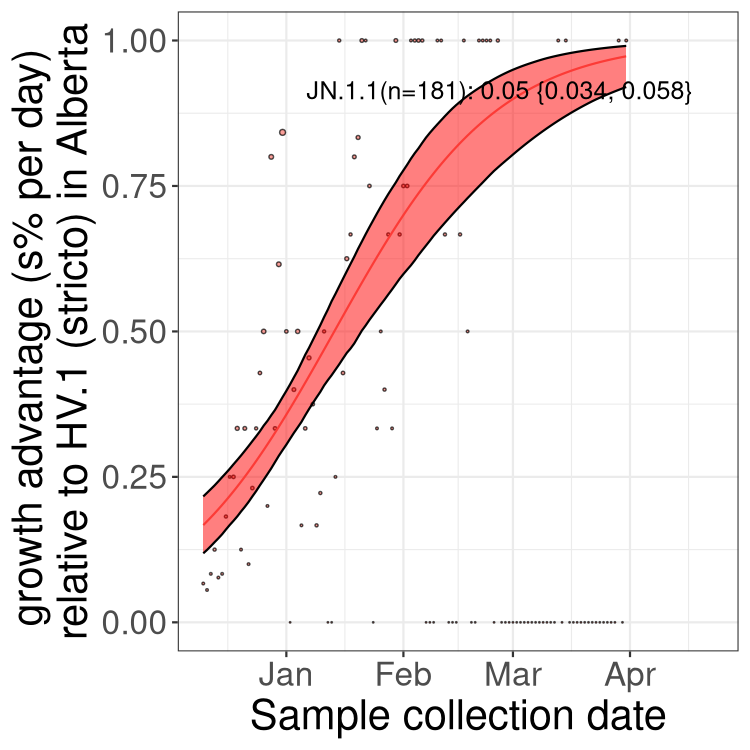 growth advantage (s% per day)
relative to HV.1 (stricto) in Alberta
1.00
0.75
0.50
0.25
0.00
JN.1.1(n=181): 0.05 {0.034, 0.058}
Jan Feb Mar Apr
Sample collection date